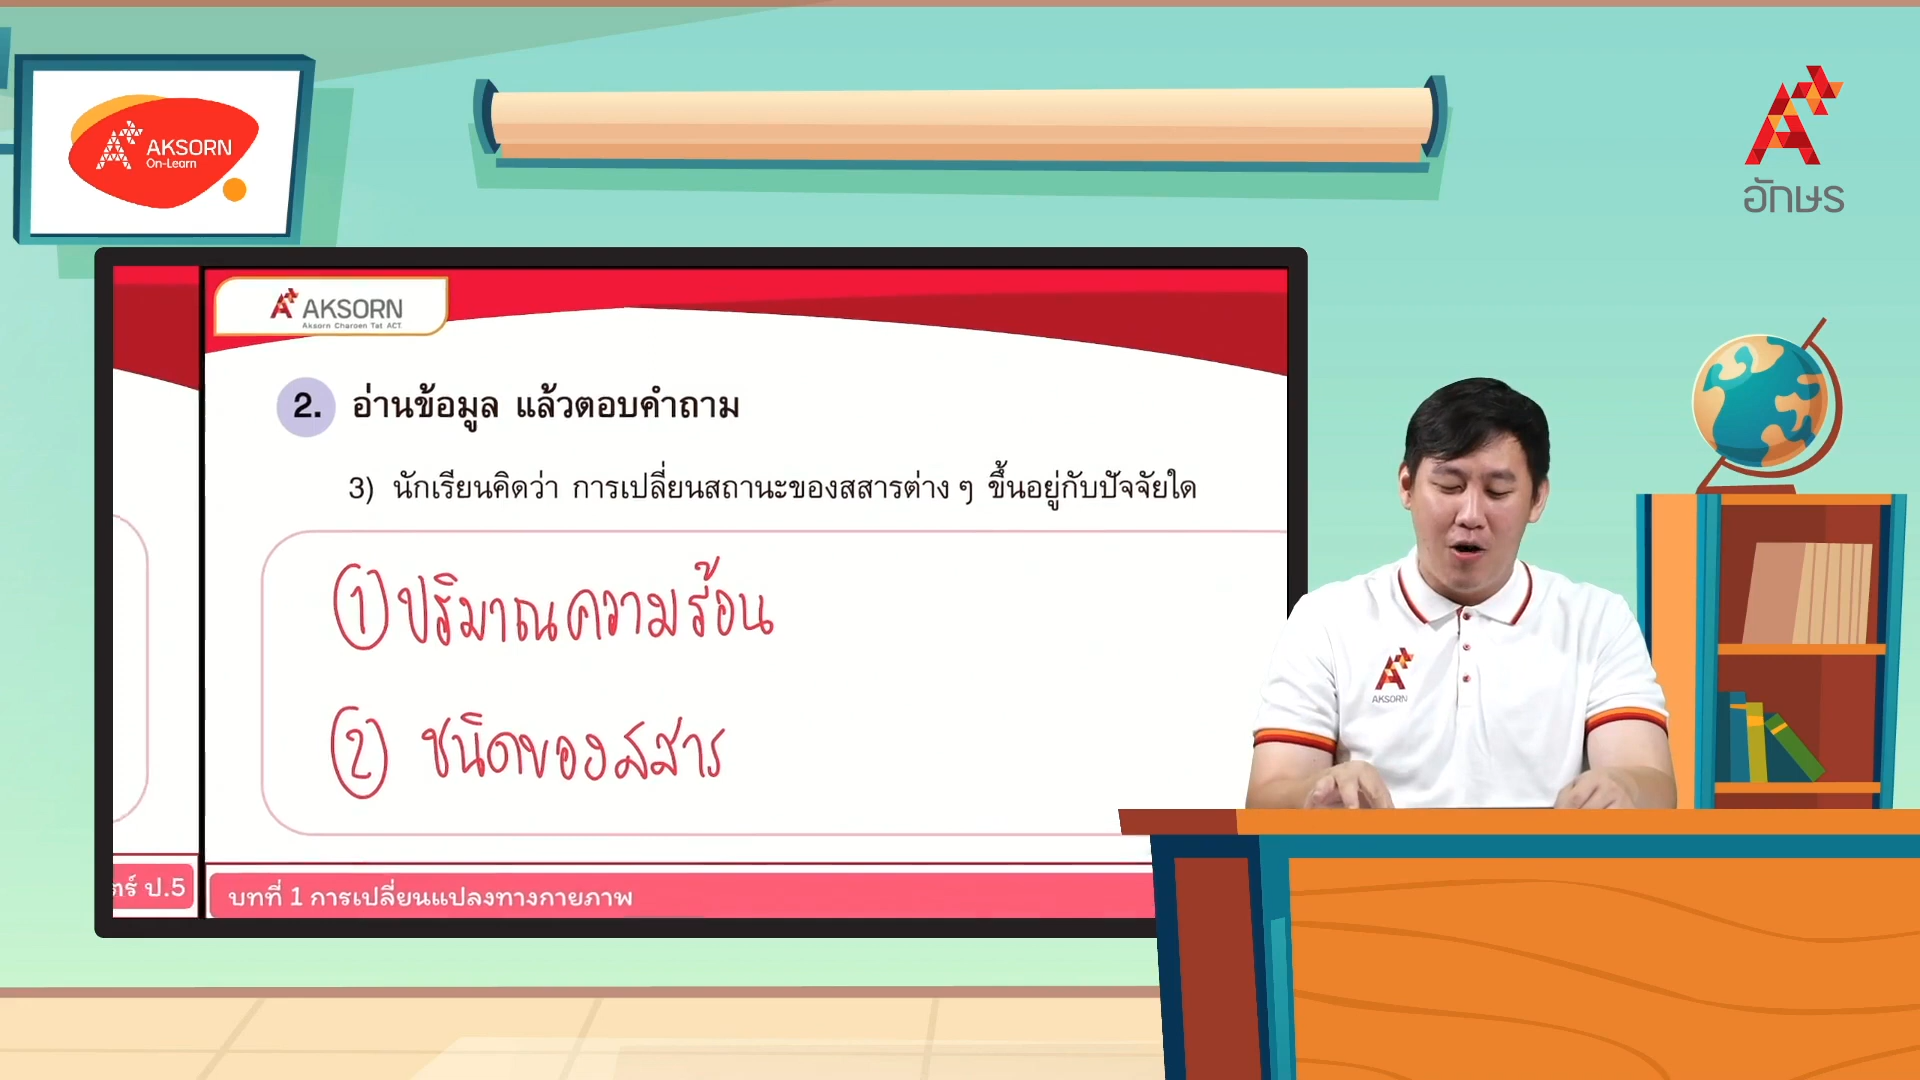 AKSORN
On-Learn
อักษร
AKSORN
Aksorn Charoen Tat ACT.
2. อ่านข้อมูล แล้วตอบคำถาม
3) นักเรียนคิดว่า การเปลี่ยนสถานะของสสารต่าง ๆ ขึ้นอยู่กับปัจจัยใด
① ปริมาณความร้อน
② ชนิดของสสาร
ตร์ ป.5
บทที่ 1 การเปลี่ยนแปลงทางกายภาพ
AKSORN